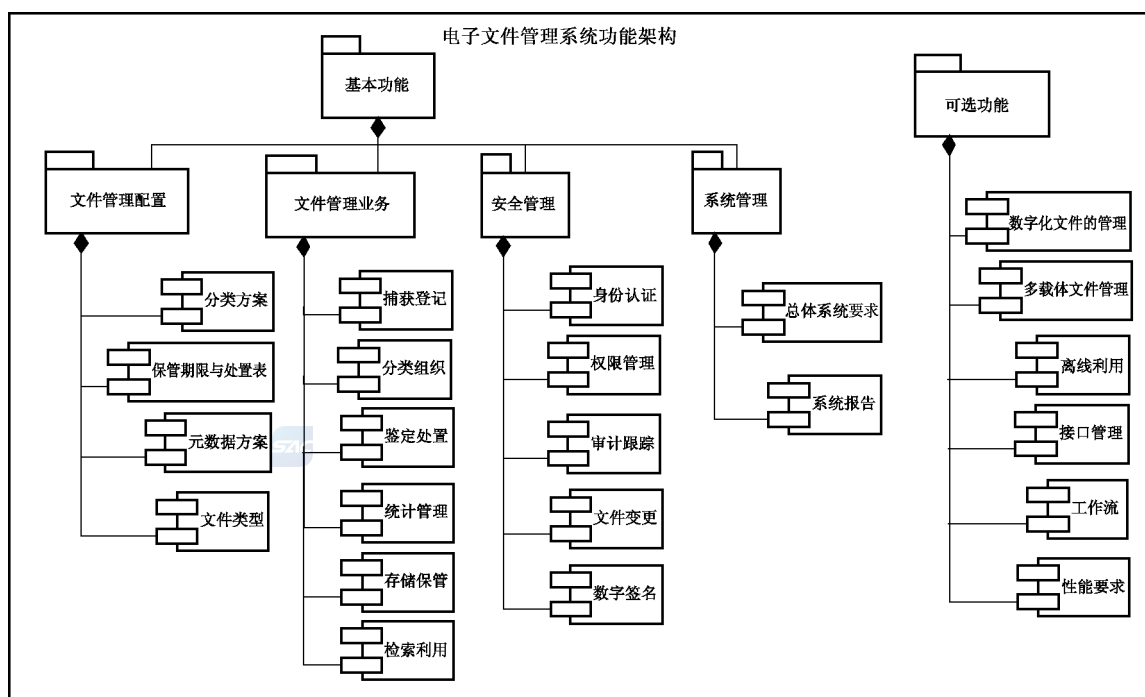 电子文件管理系统功能架构
基本功能
可选功能
文件管理配置
文件管理业务
安全管理
系统管理
分类方案
保管期限与处置表
元数据方案
文件类型
捕获登记
分类组织
鉴定处置
统计管理
存储保管
检索利用
身份认证
权限管理
审计跟踪
文件变更
数字签名
总体系统要求
系统报告
数字化文件的管理
多载体文件管理
离线利用
接口管理
工作流
性能要求
SAC